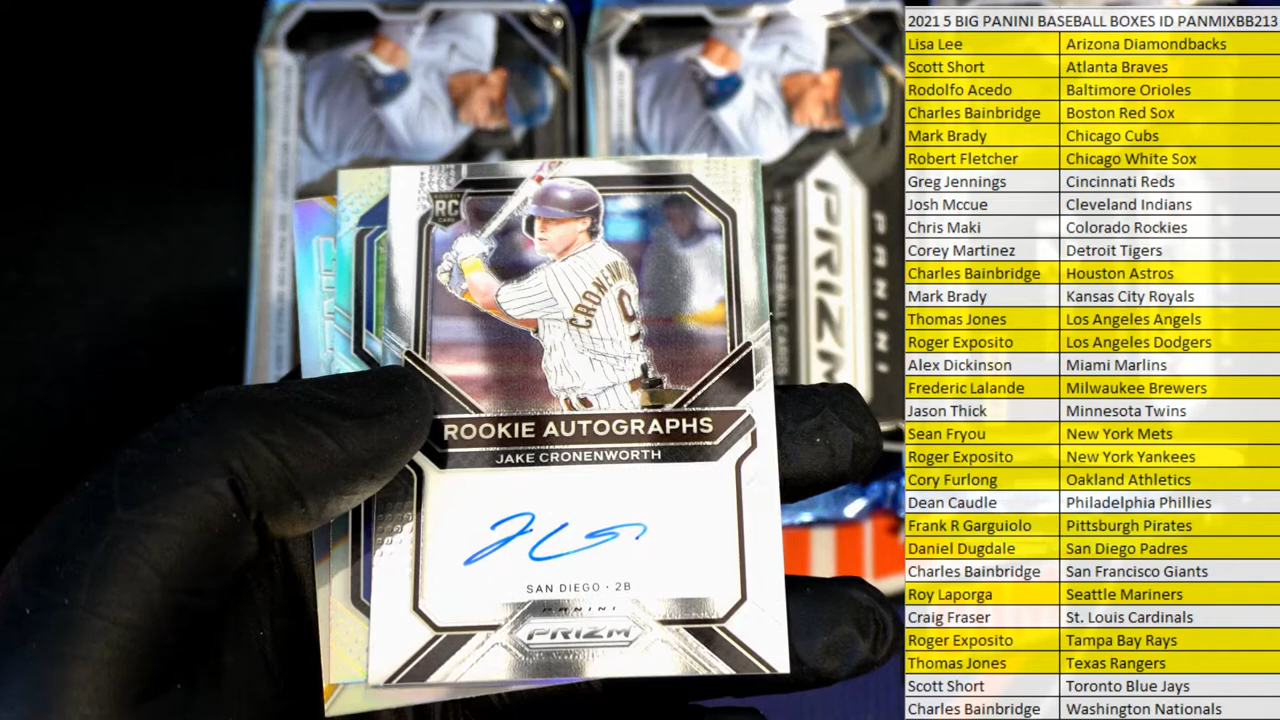 2021 5 BIG PANINI BASEBALL BOXES ID PANMIXBB213
Lisa Lee Arizona Diamondbacks
Scott Short Atlanta Braves
Rodolfo Acedo Baltimore Orioles
Charles Bainbridge Boston Red Sox
Mark Brady Chicago Cubs
Robert Fletcher Chicago White Sox
Greg Jennings Cincinnati Reds
Josh Mccue Cleveland Indians
Chris Maki Colorado Rockies
Corey Martinez Detroit Tigers
Charles Bainbridge Houston Astros
Mark Brady Kansas City Royals
Thomas Jones Los Angeles Angels
Roger Exposito Los Angeles Dodgers
Alex Dickinson Miami Marlins
Frederic Lalande Milwaukee Brewers
Jason Thick Minnesota Twins
Sean Fryou New York Mets
Roger Exposito New York Yankees
Cory Furlong Oakland Athletics
Dean Caudle Philadelphia Phillies
Frank R Garguiolo Pittsburgh Pirates
Daniel Dugdale San Diego Padres
Charles Bainbridge San Francisco Giants
Roy Laporga Seattle Mariners
Craig Fraser St. Louis Cardinals
Roger Exposito Tampa Bay Rays
Thomas Jones Texas Rangers
Scott Short Toronto Blue Jays
Charles Bainbridge Washington Nationals
ROOKIE
RC
CARD
CRONENW
9
ROOKIE AUTOGRAPHS
JAKE CRONENWORTH
SAN DIEGO · 2B
PANINI
PRIZM
PANINI
PRIZM
2021 BASEBALL CARDS